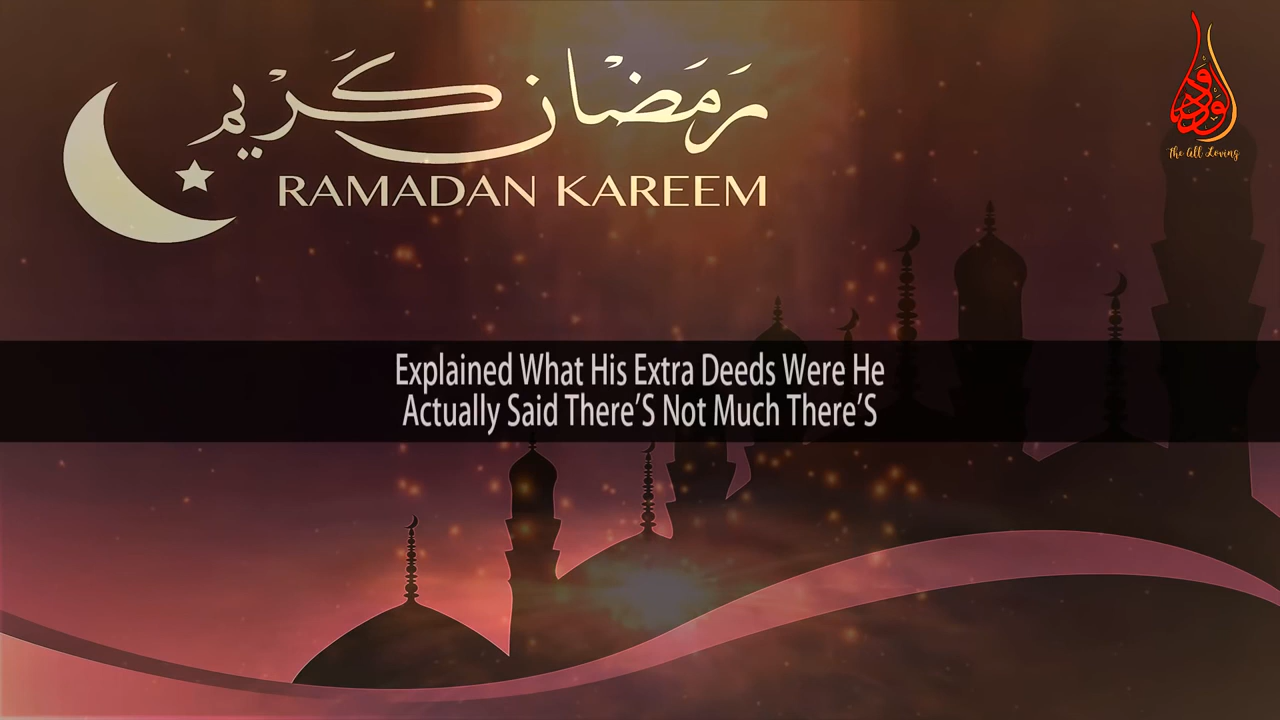 رَمَضَان كَرْيم
RAMADAN KAREEM
الودود
The All Loving
Explained What His Extra Deeds Were He
Actually Said There’S Not Much There’S